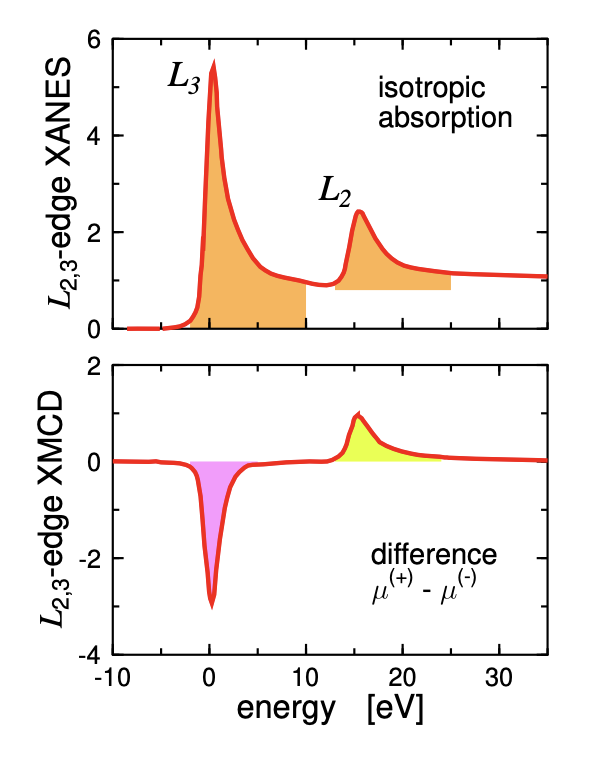 6
L3
isotropic
absorption
4
L2
2
0
L2,3-edge XANES
2
0
-2
difference
μ(+) - μ(-)
-4
L2,3-edge XMCD
-10 0 10 20 30
energy [eV]